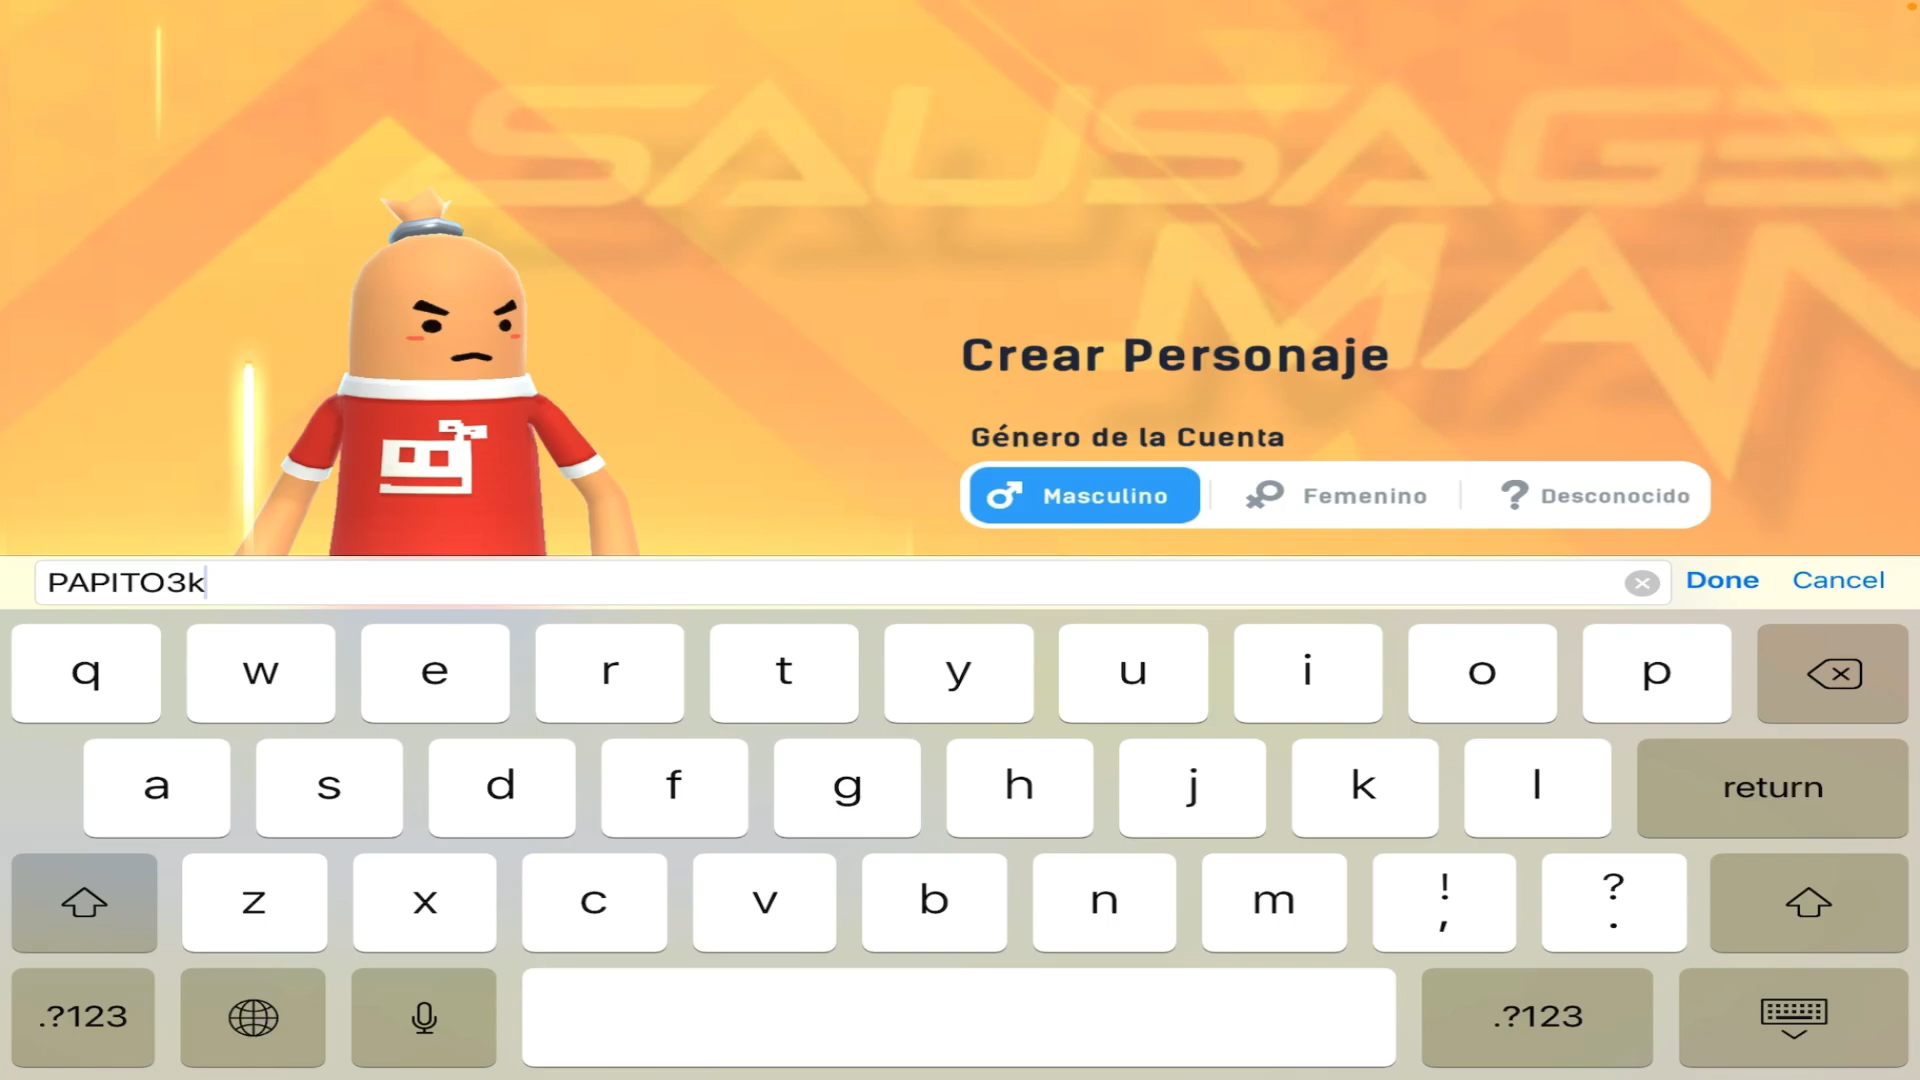 SAUSAGE
MAN
Crear Personaje
Género de la Cuenta
Masculino Femenino ? Desconocido
PAPITO3k Done Cancel
q w e r t y u i o p
a s d f g h j k l return
z x c v b n m ! , ? .
.?123 .?123